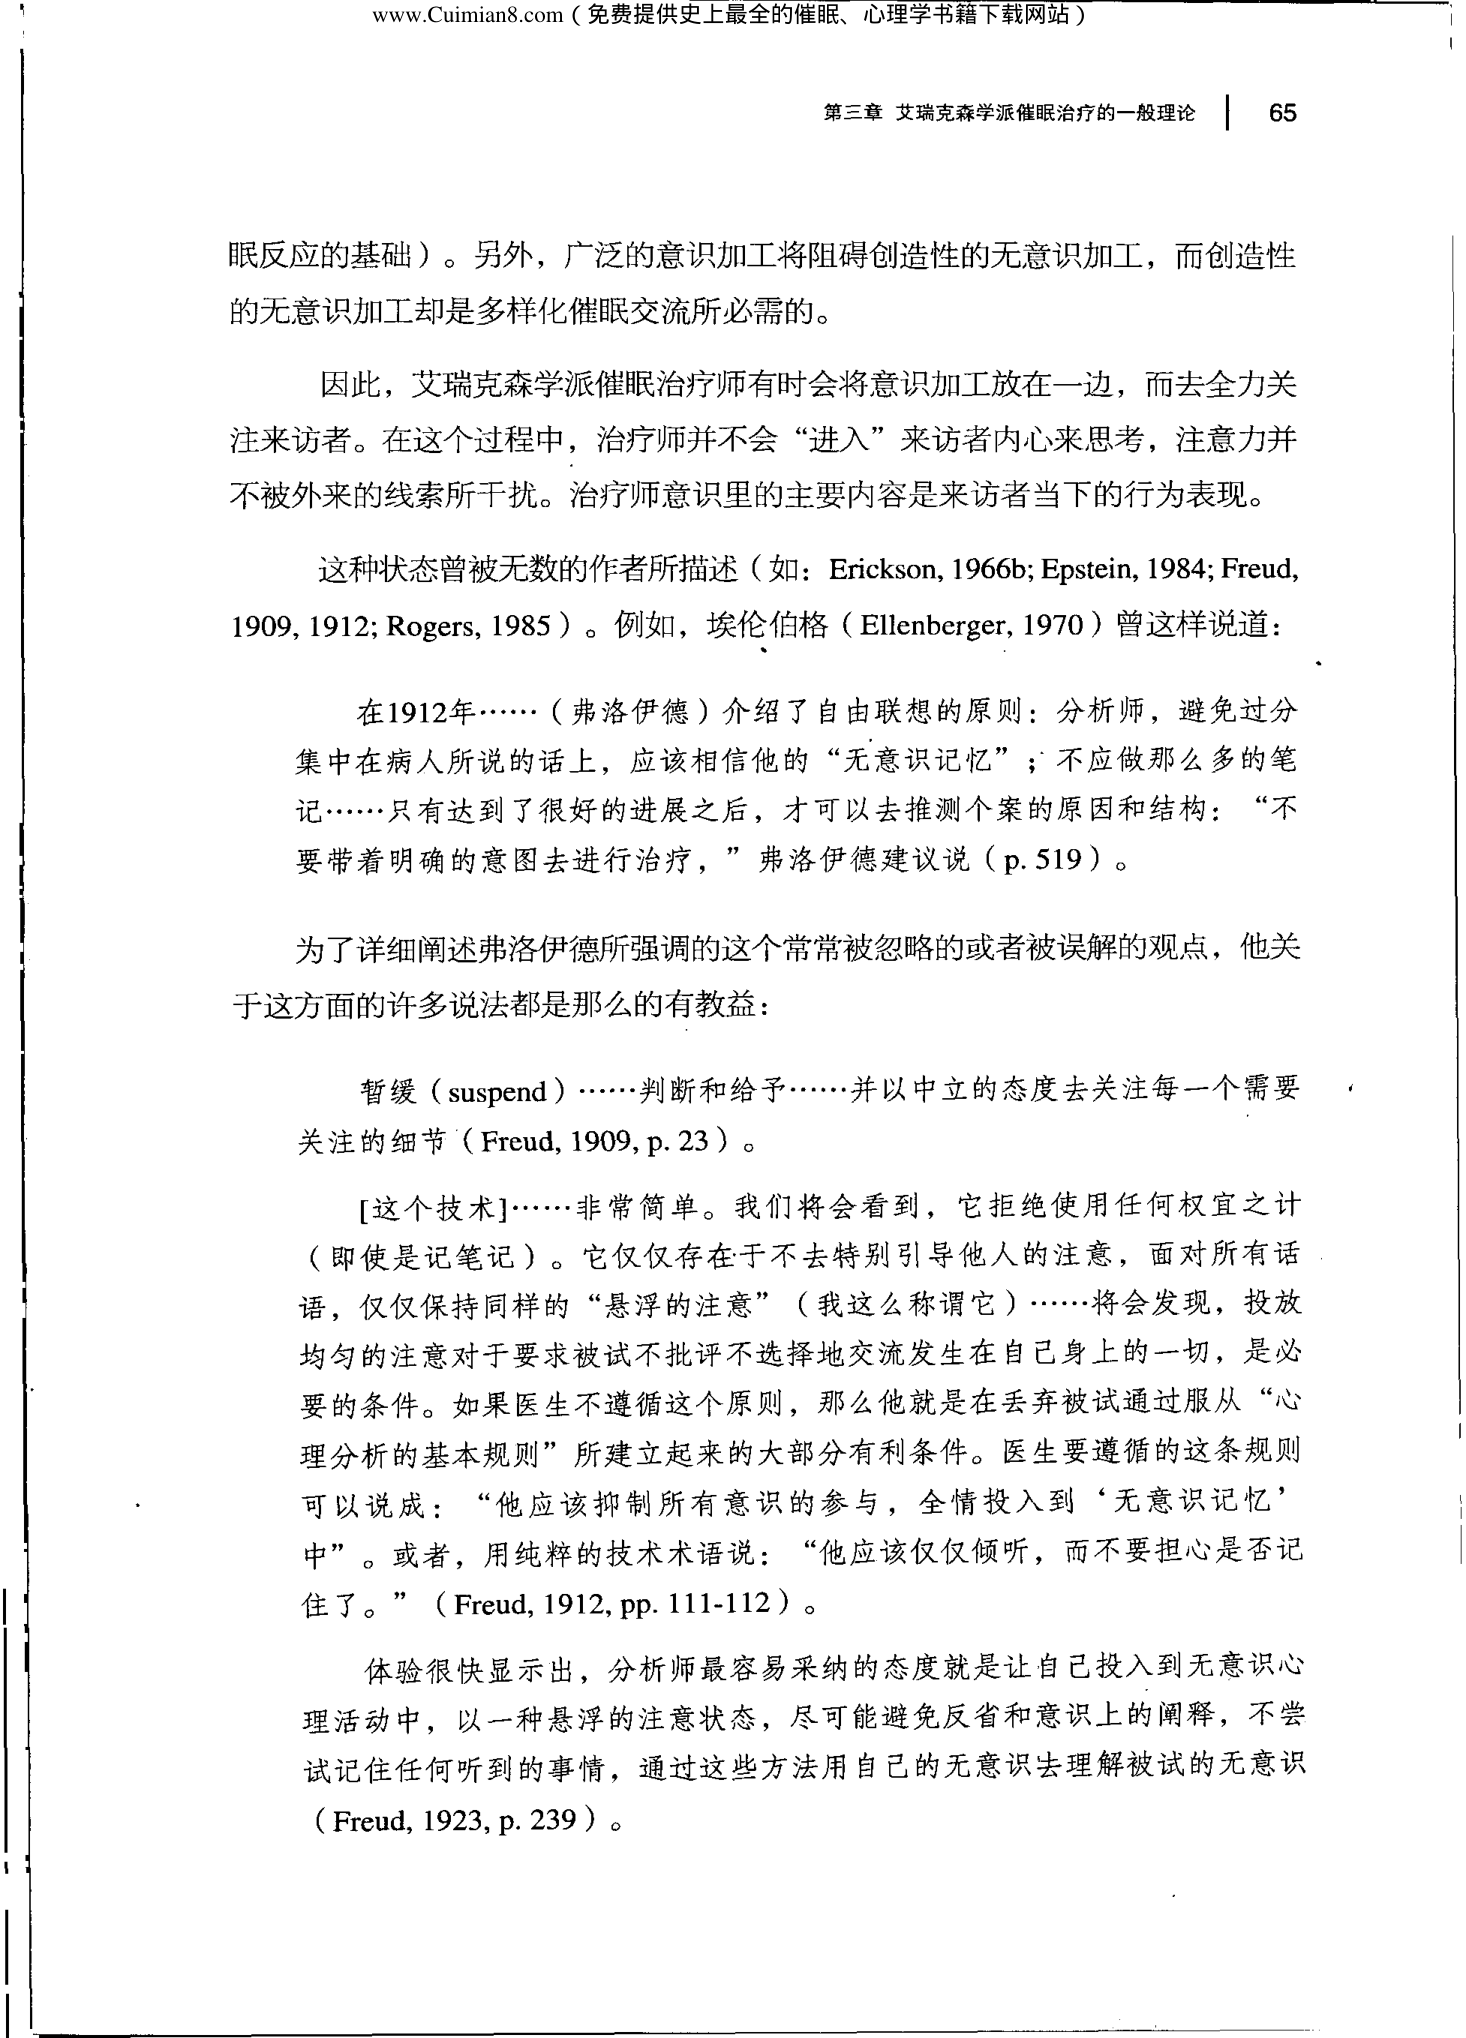 www.Cuimian8.com（免费提供史上最全的催眠、心理学书籍下载网站）
第三章 艾瑞克森学派催眠治疗的一般理论 | 65
眠反应的基础）。另外，广泛的意识加工将阻碍创造性的无意识加工，而创造性
的无意识加工却是多样化催眠交流所必需的。
因此，艾瑞克森学派催眠治疗师有时会将意识加工放在一边，而去全力关
注来访者。在这个过程中，治疗师并不会“进入”来访者内心来思考，注意力并
不被外来的线索所干扰。治疗师意识里的主要内容是来访者当下的行为表现。
这种状态曾被无数的作者所描述（如：Erickson, 1966b; Epstein, 1984; Freud,
1909, 1912; Rogers, 1985）。例如，埃伦伯格（Ellenberger, 1970）曾这样说道：
在1912年……（弗洛伊德）介绍了自由联想的原则：分析师，避免过分
集中在病人所说的话上，应该相信他的“无意识记忆”；不应做那么多的笔
记……只有达到了很好的进展之后，才可以去推测个案的原因和结构：“不
要带着明确的意图去进行治疗，”弗洛伊德建议说（p. 519）。
为了详细阐述弗洛伊德所强调的这个常常被忽略的或者被误解的观点，他关
于这方面的许多说法都是那么的有教益：
暂缓（suspend）……判断和给予……并以中立的态度去关注每一个需要
关注的细节（Freud, 1909, p. 23）。
[这个技术]……非常简单。我们将会看到，它拒绝使用任何权宜之计
（即使是记笔记）。它仅仅存在于不去特别引导他人的注意，面对所有话
语，仅仅保持同样的“悬浮的注意”（我这么称谓它）……将会发现，投放
均匀的注意对于要求被试不批评不选择地交流发生在自己身上的一切，是必
要的条件。如果医生不遵循这个原则，那么他就是在丢弃被试通过服从“心
理分析的基本规则”所建立起来的大部分有利条件。医生要遵循的这条规则
可以说成：“他应该抑制所有意识的参与，全情投入到‘无意识记忆’
中”。或者，用纯粹的技术术语说：“他应该仅仅倾听，而不要担心是否记
住了。”（Freud, 1912, pp. 111-112）。
体验很快显示出，分析师最容易采纳的态度就是让自己投入到无意识心
理活动中，以一种悬浮的注意状态，尽可能避免反省和意识上的阐释，不尝
试记住任何听到的事情，通过这些方法用自己的无意识去理解被试的无意识
（Freud, 1923, p. 239）。